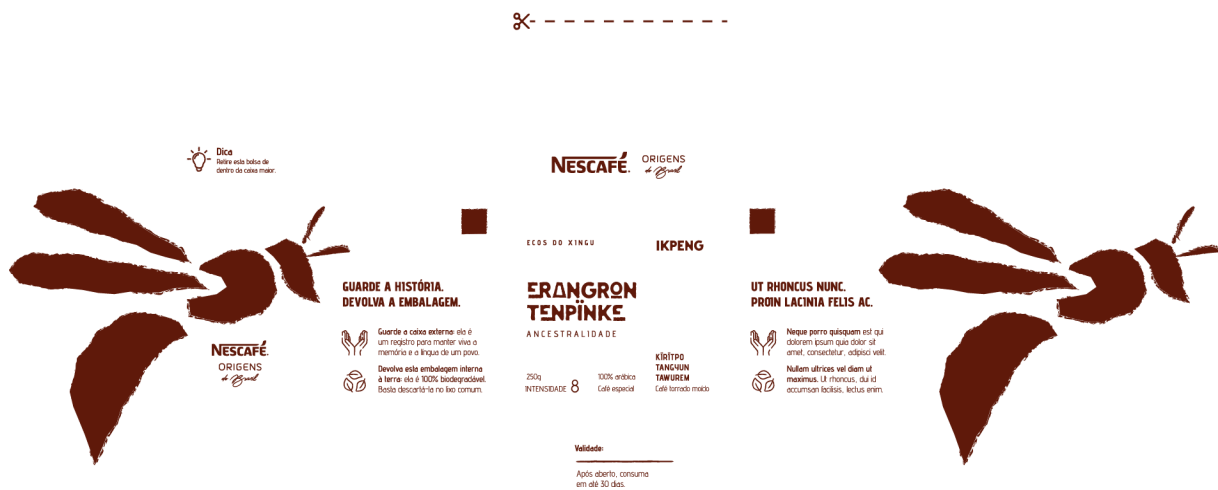 Dica
Retire esta bolsa de
dentro da caixa maior.
NESCAFÉ.
ORIGENS
do Brasil
GUARDE A HISTÓRIA.
DEVOLVA A EMBALAGEM.
Guarde a caixa externa: ela é
um registro para manter viva a
memória e a língua de um povo.
Devolva esta embalagem interna
à terra: ela é 100% biodegradável.
Basta descartá-la no lixo comum.
NESCAFÉ.
ORIGENS
do Brasil
ECOS DO XINGU
IKPENG
ERANGRON
TENPÏNKE
ANCESTRALIDADE
250g
INTENSIDADE 8
100% arábica
Café especial
KÏRÏTPO
TANGYUN
TAWUREM
Café torrado moído
Validade:
Após aberto, consuma
em até 30 dias.
UT RHONCUS NUNC.
PROIN LACINIA FELIS AC.
Neque porro quisquam est qui
dolorem ipsum quia dolor sit
amet, consectetur, adipisci velit.
Nullam ultrices vel diam ut
maximus. Ut rhoncus, dui id
accumsan facilisis, lectus enim.